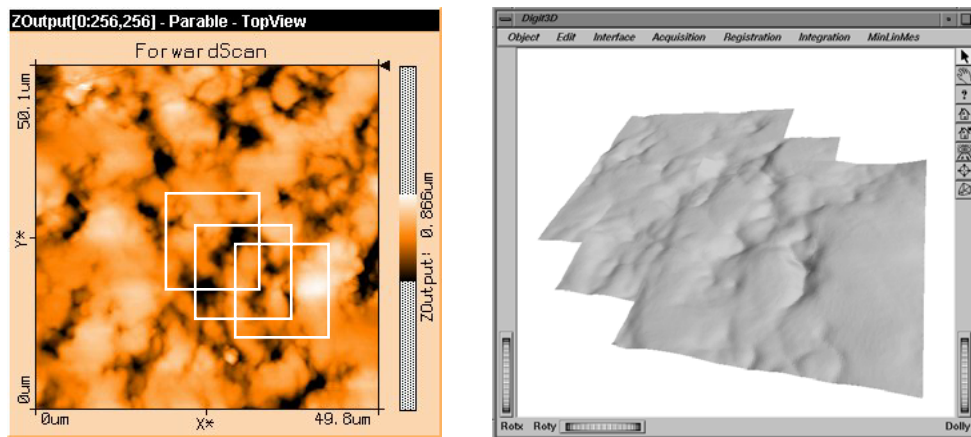 ZOutput[0:256,256] - Parable - TopView
ForwardScan
50.1um
Y*
0um
0um
X*
49.8um
ZOutput: 0.866um
Digit3D
Object Edit Interface Acquisition Registration Integration MinLinMes
?
Rotx Roty
Dolly